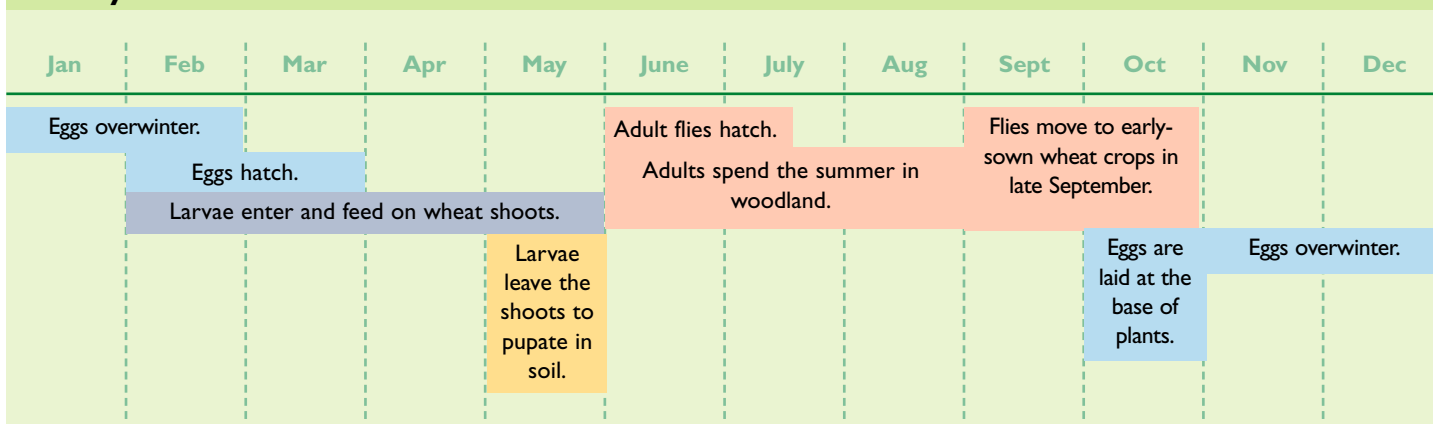 Jan Feb Mar Apr May June July Aug Sept Oct Nov Dec
Eggs overwinter.
Eggs hatch.
Larvae enter and feed on wheat shoots.
Larvae
leave the
shoots to
pupate in
soil.
Adult flies hatch.
Adults spend the summer in
woodland.
Flies move to early-
sown wheat crops in
late September.
Eggs are
laid at the
base of
plants.
Eggs overwinter.